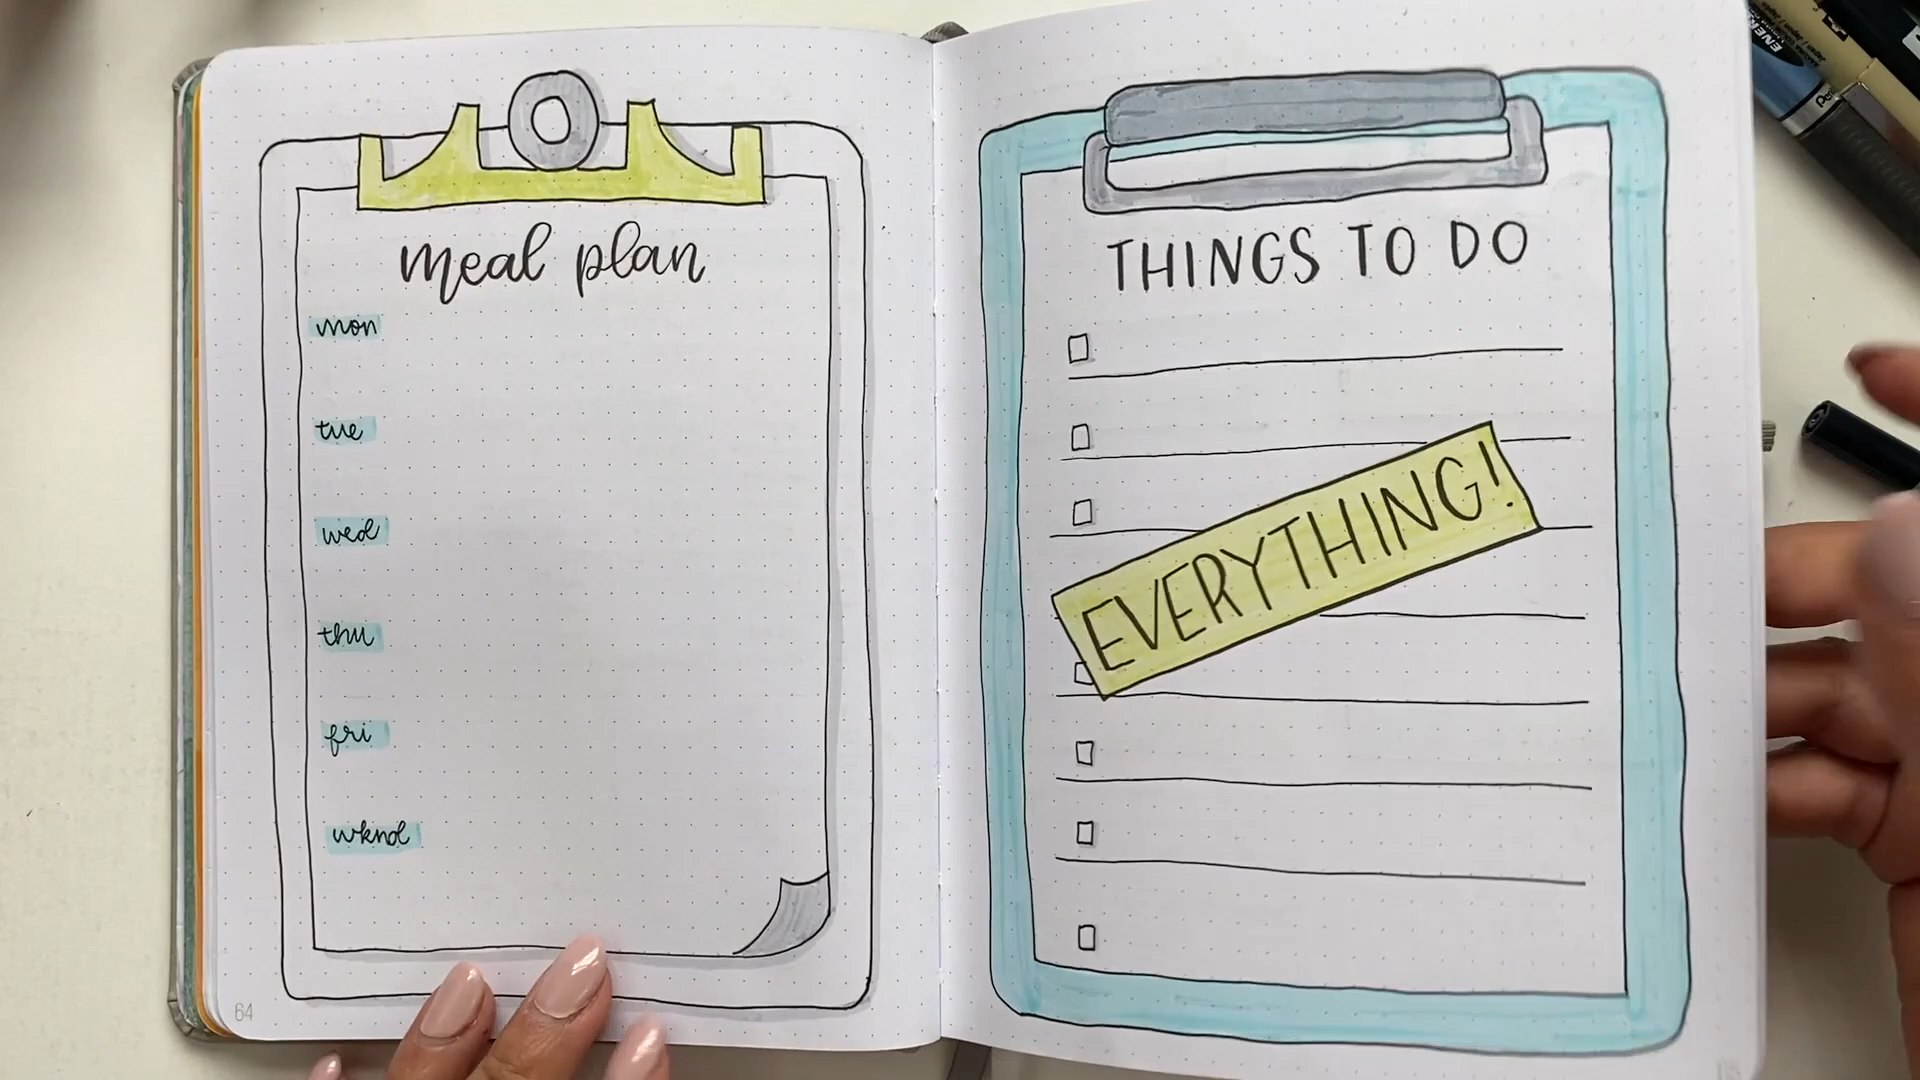 meal plan
mon
tue
wed
thu
fri
wknd
64
THINGS TO DO
EVERYTHING!